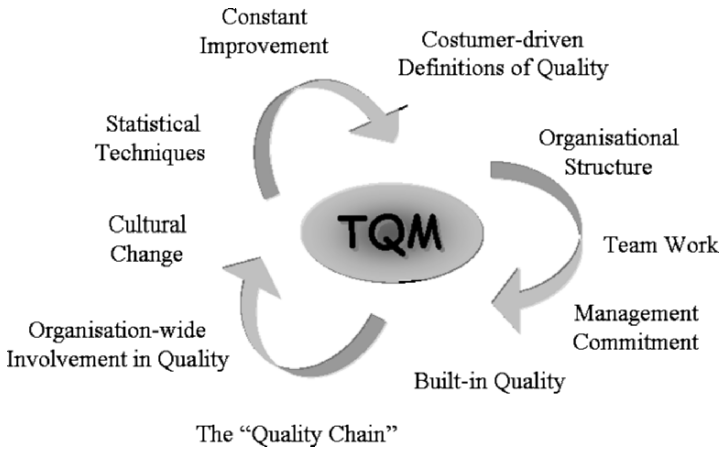 Constant
Improvement
Costumer-driven
Definitions of Quality
Organisational
Structure
Team Work
Management
Commitment
Built-in Quality
The “Quality Chain”
Organisation-wide
Involvement in Quality
Cultural
Change
Statistical
Techniques
TQM